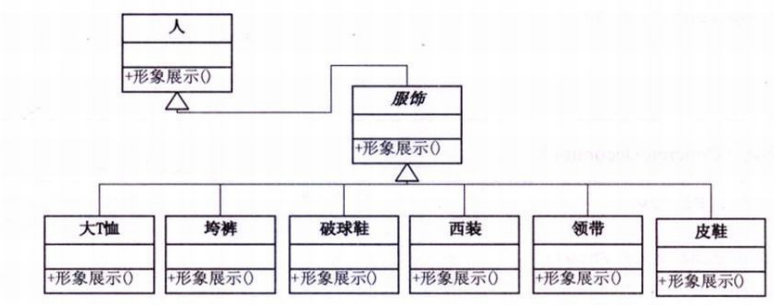 人
+形象展示()
服饰
+形象展示()
大T恤
垮裤
破球鞋
西装
领带
皮鞋
+形象展示()
+形象展示()
+形象展示()
+形象展示()
+形象展示()
+形象展示()